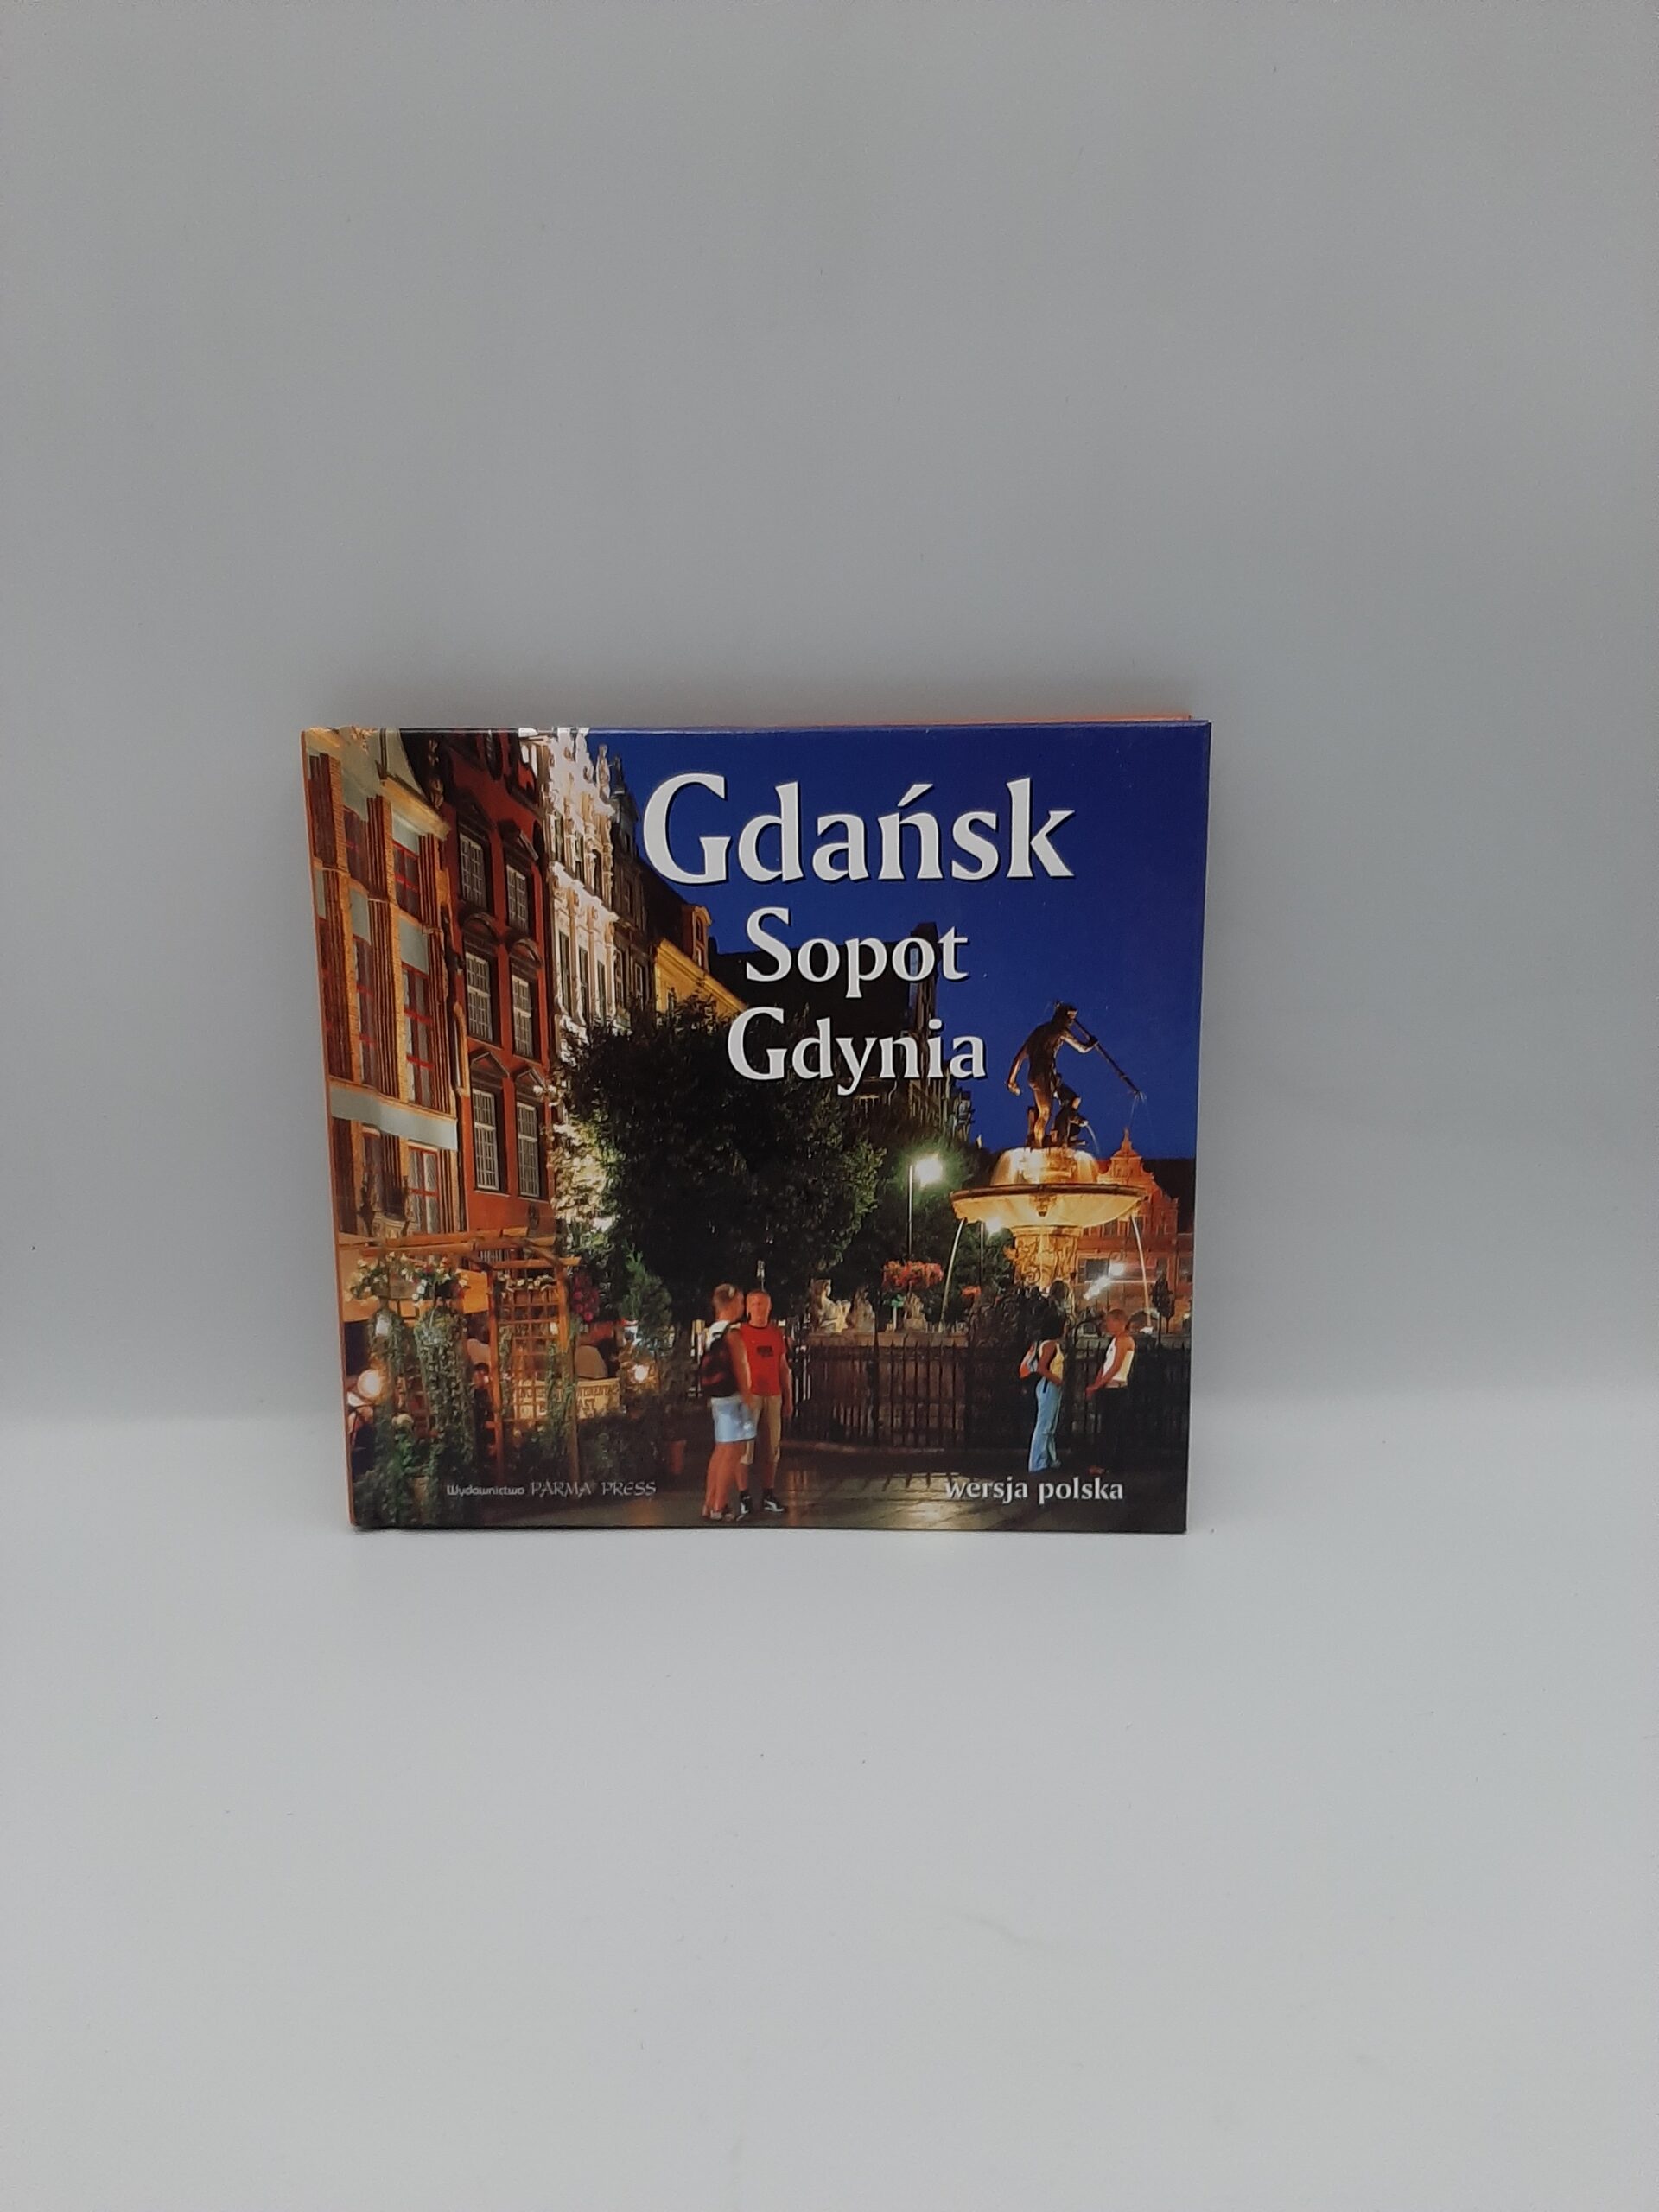 Gdańsk
Sopot
Gdynia
Wydawnictwo PARMA PRESS
wersja polska